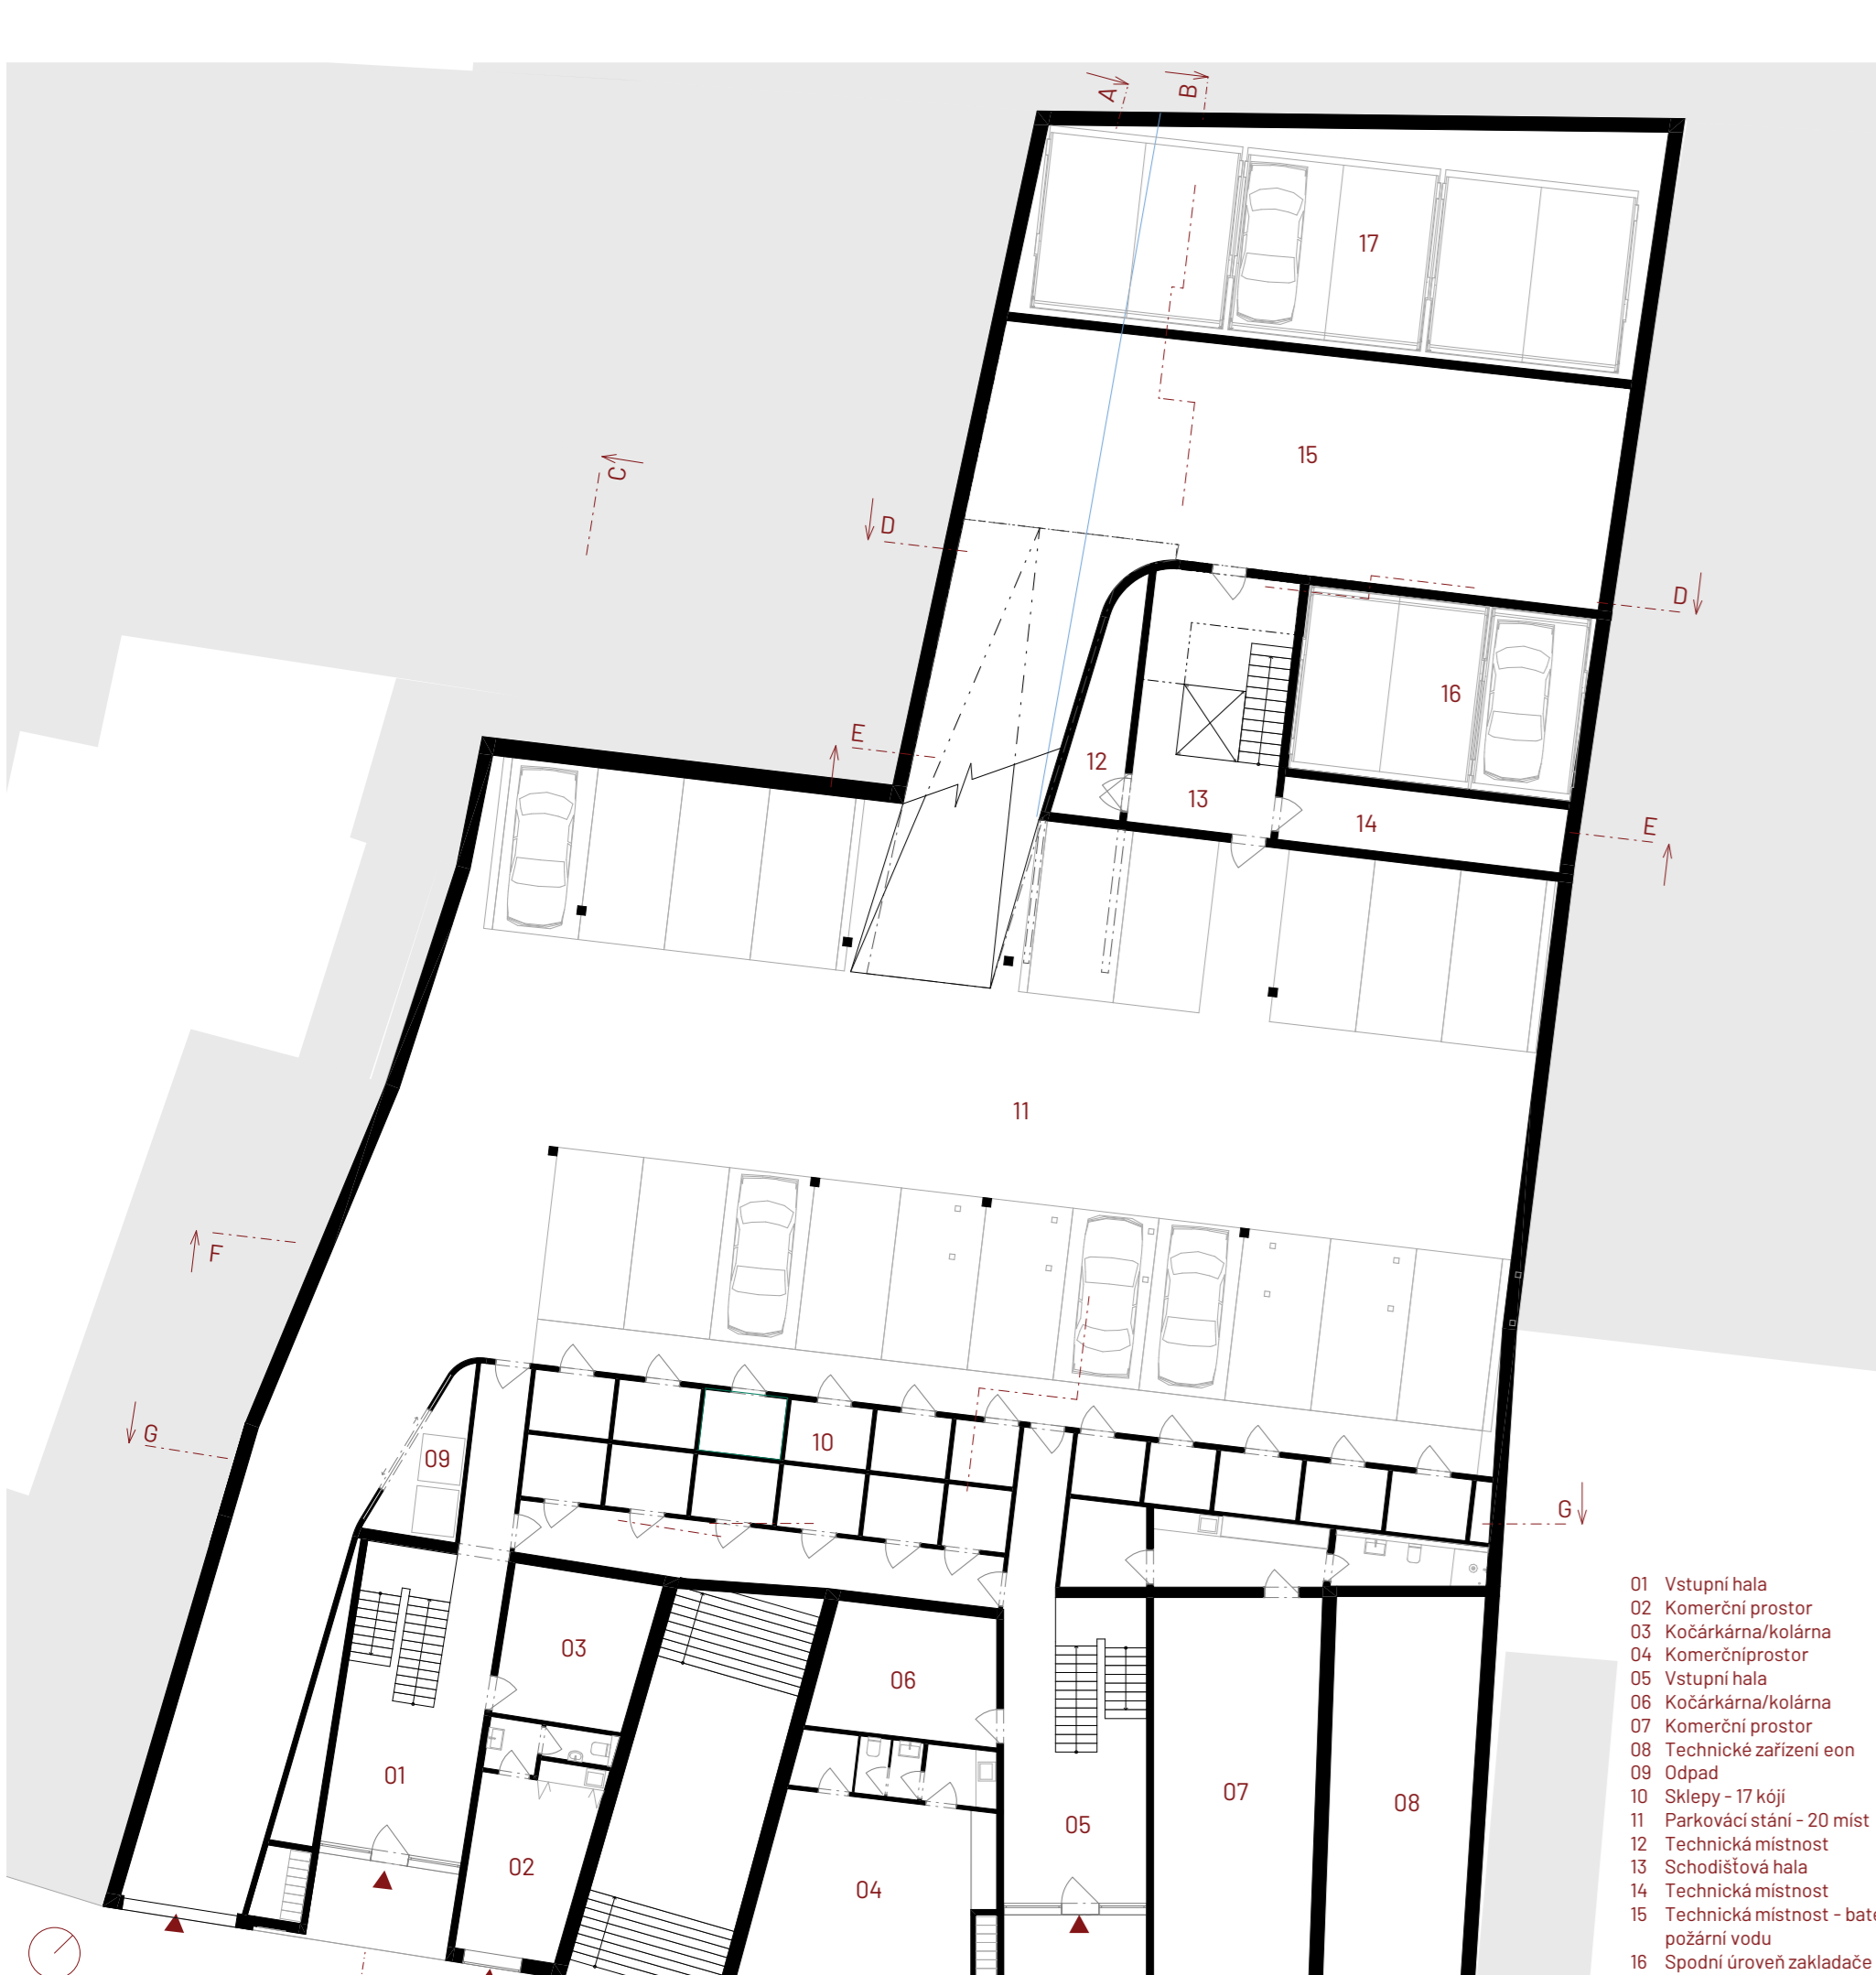 A
B
17
15
C
D
D
16
E
12
13
14
E
11
F
G
10
09
G
03
06
01
07
08
05
02
04
01 Vstupní hala
02 Komerční prostor
03 Kočárkárna/kolárna
04 Komerčníprostor
05 Vstupní hala
06 Kočárkárna/kolárna
07 Komerční prostor
08 Technické zařízení eon
09 Odpad
10 Sklepy - 17 kójí
11 Parkovácí stání - 20 míst
12 Technická místnost
13 Schodišťová hala
14 Technická místnost
15 Technická místnost -
požární vodu
16 Spodní úroveň zakladače